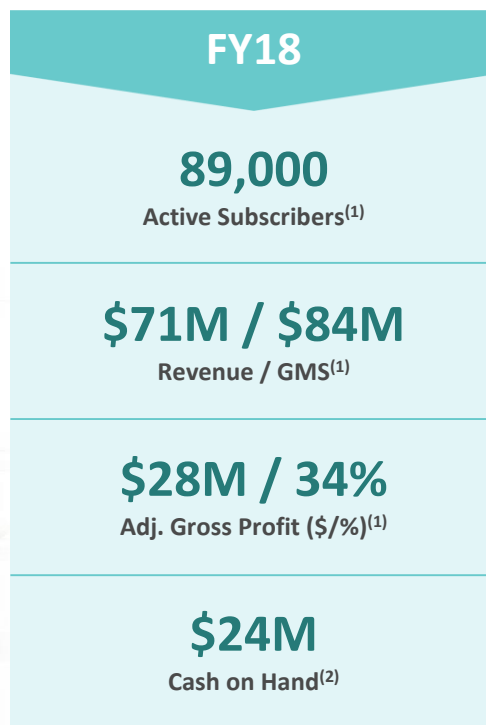 FY18
89,000
Active Subscribers(1)
$71M / $84M
Revenue / GMS(1)
$28M / 34%
Adj. Gross Profit ($/%)(1)
$24M
Cash on Hand(2)